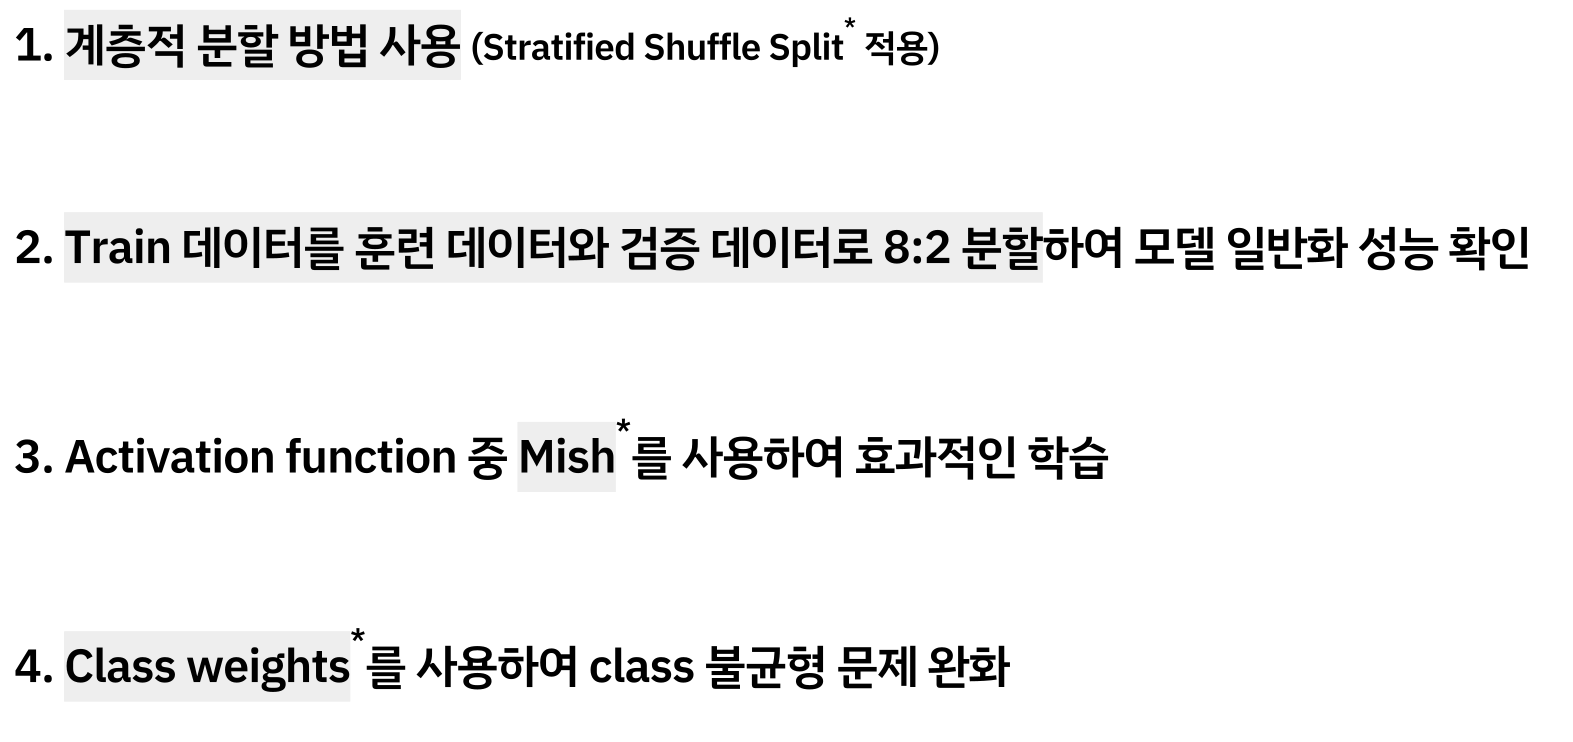 1. 계층적 분할 방법 사용 (Stratified Shuffle Split* 적용)
2. Train 데이터를 훈련 데이터와 검증 데이터로 8:2 분할하여 모델 일반화 성능 확인
3. Activation function 중 Mish*를 사용하여 효과적인 학습
4. Class weights*를 사용하여 class 불균형 문제 완화